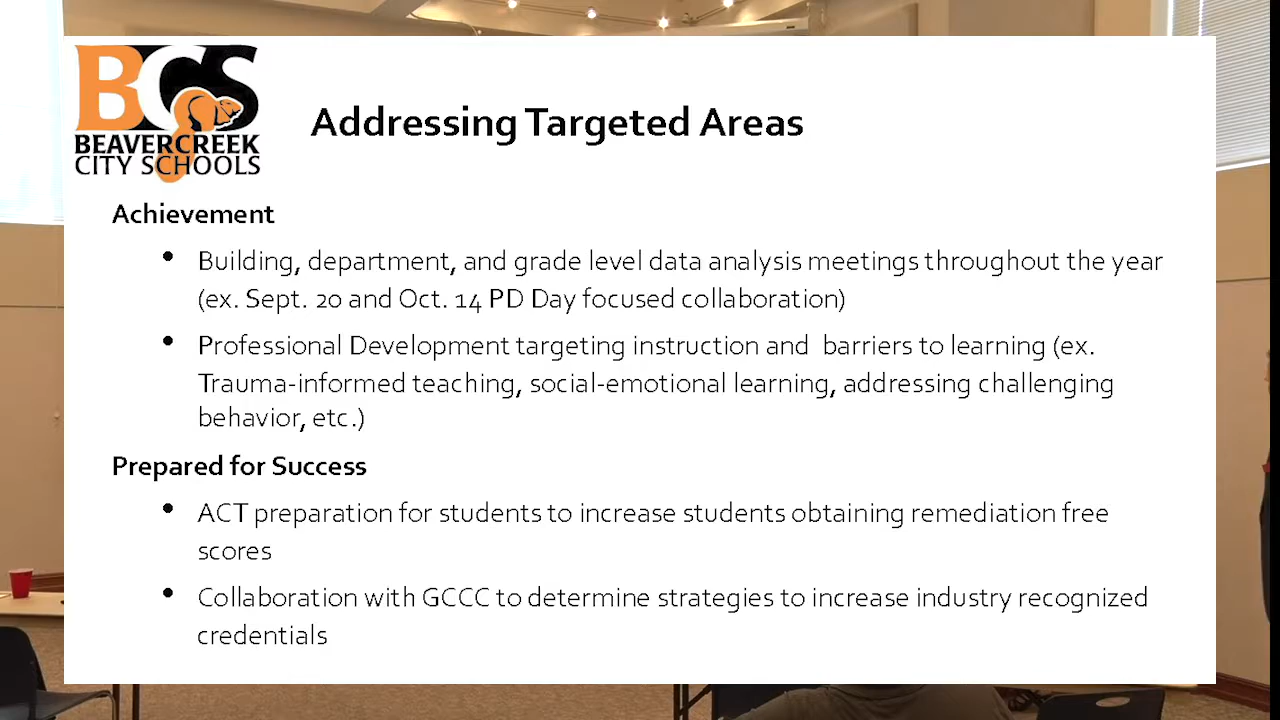 BCS
BEAVERCREEK
CITY SCHOOLS
Addressing Targeted Areas
Achievement
• Building, department, and grade level data analysis meetings throughout the year
(ex. Sept. 20 and Oct. 14 PD Day focused collaboration)
• Professional Development targeting instruction and barriers to learning (ex.
Trauma-informed teaching, social-emotional learning, addressing challenging
behavior, etc.)
Prepared for Success
• ACT preparation for students to increase students obtaining remediation free
scores
• Collaboration with GCCC to determine strategies to increase industry recognized
credentials